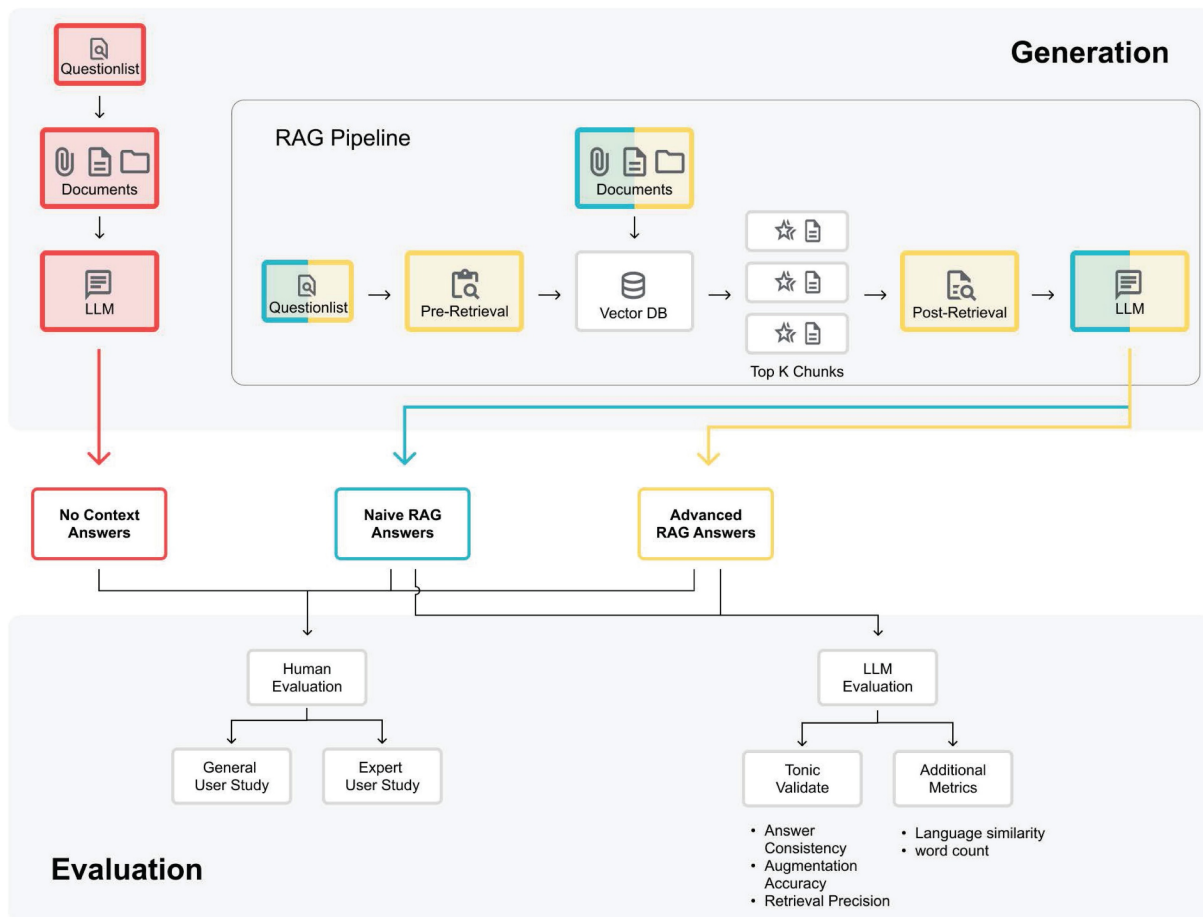 Generation
Questionlist
Documents
LLM
RAG Pipeline
Documents
Questionlist
Pre-Retrieval
Vector DB
Top K Chunks
Post-Retrieval
LLM
No Context
Answers
Naive RAG
Answers
Advanced
RAG Answers
Human
Evaluation
General
User Study
Expert
User Study
LLM
Evaluation
Tonic
Validate
• Answer
Consistency
• Augmentation
Accuracy
• Retrieval Precision
Additional
Metrics
• Language similarity
• word count
Evaluation